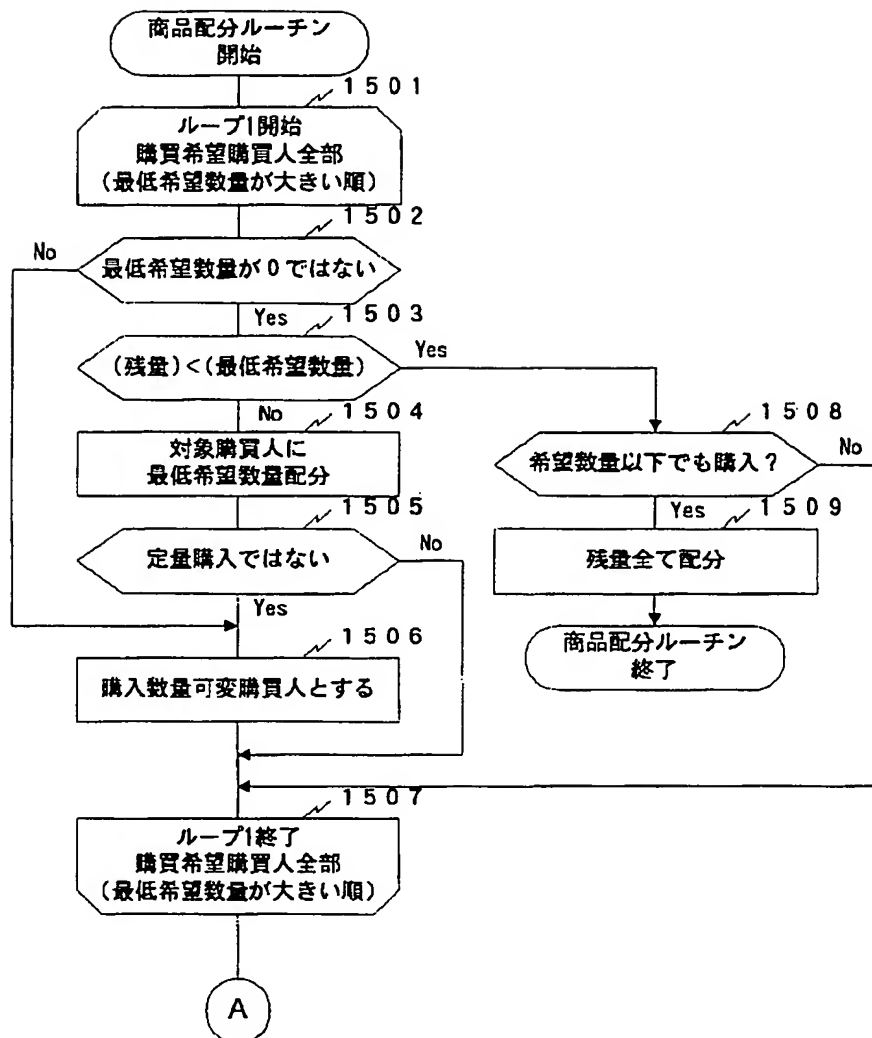 商品配分ルーチン
開始
1501
ループ1開始
購買希望購買人全部
(最低希望数量が大きい順)
1502
No
最低希望数量が0ではない
Yes
1503
(残量)<(最低希望数量)
Yes
No
1504
対象購買人に
最低希望数量配分
1508
希望数量以下でも購入?
No
1505
定量購入ではない
No
Yes
1509
残量全て配分
Yes
1506
購入数量可変購買人とする
商品配分ルーチン
終了
1507
ループ1終了
購買希望購買人全部
(最低希望数量が大きい順)
A